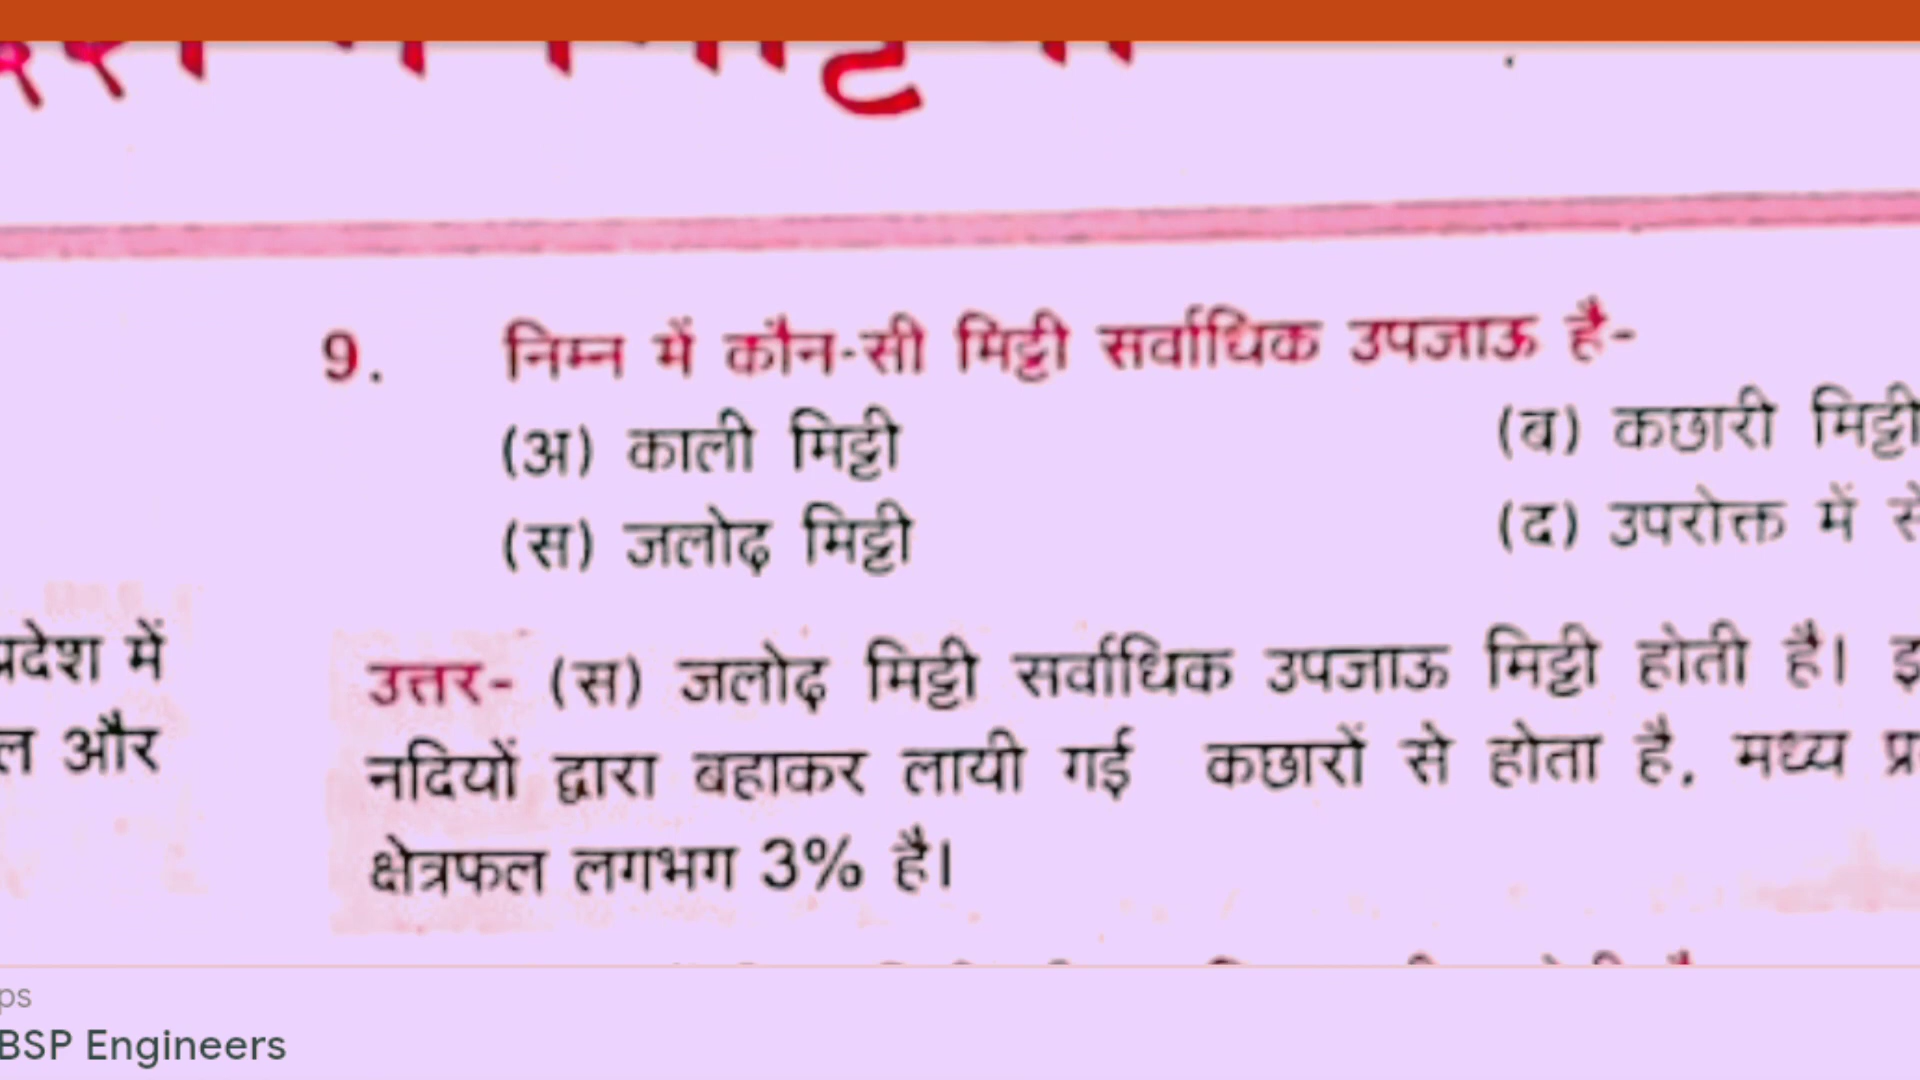 9. निम्न में कौन-सी मिट्टी सर्वाधिक उपजाऊ है-
(अ) काली मिट्टी (ब) कछारी मिट्टी
(स) जलोढ़ मिट्टी (द) उपरोक्त में
उत्तर- (स) जलोढ़ मिट्टी सर्वाधिक उपजाऊ मिट्टी होती है।
नदियों द्वारा बहाकर लायी गई कछारों से होता है, मध्य
क्षेत्रफल लगभग 3% है।
में
और
BSP Engineers